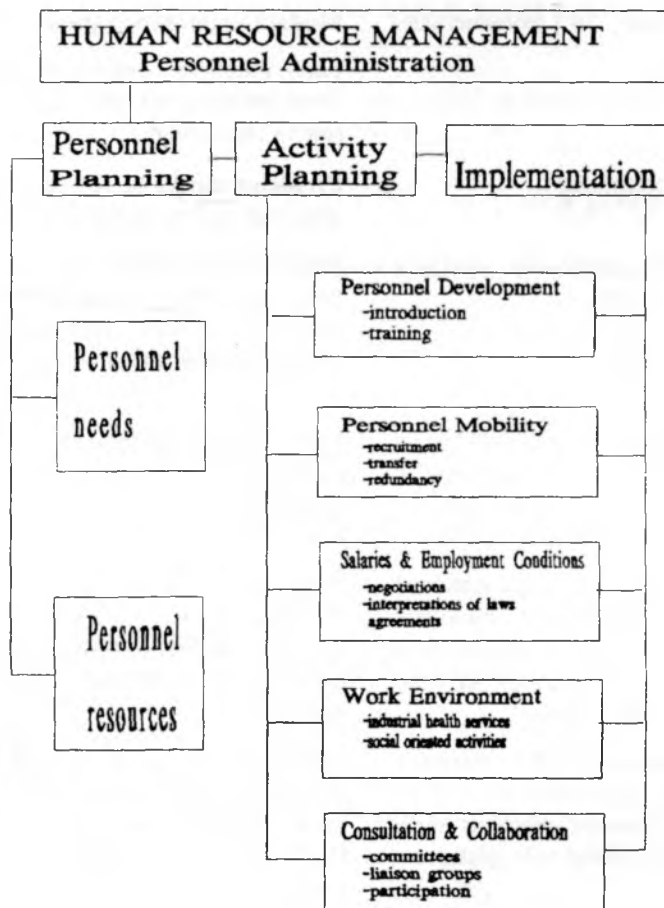 HUMAN RESOURCE MANAGEMENT
Personnel Administration
Personnel
Planning
Activity
Planning
Implementation
Personnel
needs
Personnel
resources
Personnel Development
-introduction
-training
Personnel Mobility
-recruitment
-transfer
-redundancy
Salaries & Employment Conditions
-negotiations
-interpretations of laws
agreements
Work Environment
-industrial health services
-social oriented activities
Consultation & Collaboration
-committees
-liaison groups
-participation